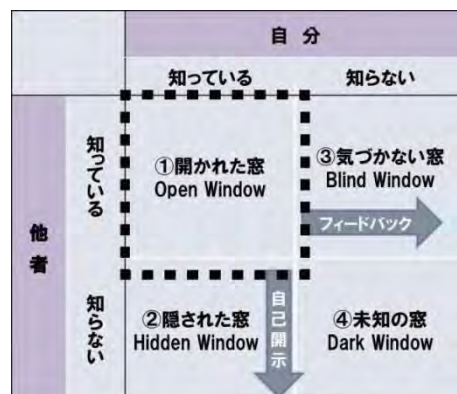 自分
知っている
知らない
他者
知っている
①開かれた窓
Open Window
③気づかない窓
Blind Window
フィードバック
知らない
②隠された窓
Hidden Window
自己開示
④未知の窓
Dark Window